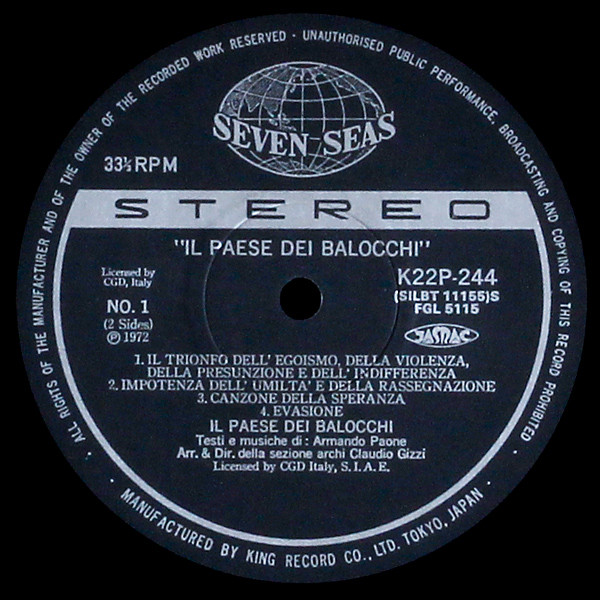 ALL RIGHTS OF THE MANUFACTURER AND OF THE OWNER OF THE RECORDED WORK RESERVED · UNAUTHORISED PUBLIC PERFORMANCE, BROADCASTING AND COPYING OF THIS RECORD PROHIBITED
SEVEN SEAS
33⅓ RPM
STEREO
"IL PAESE DEI BALOCCHI"
Licensed by
CGD, Italy
NO. 1
(2 Sides)
Ⓟ 1972
K22P-244
(SILBT 11155)S
FGL 5115
JASRAC
1. IL TRIONFO DELL' EGOISMO, DELLA VIOLENZA,
DELLA PRESUNZIONE E DELL' INDIFFERENZA
2. IMPOTENZA DELL' UMILTA' E DELLA RASSEGNAZIONE
3. CANZONE DELLA SPERANZA
4. EVASIONE
IL PAESE DEI BALOCCHI
Testi e musiche di : Armando Paone
Arr. & Dir. della sezione archi Claudio Gizzi
Licensed by CGD Italy, S.I.A.E.
· MANUFACTURED BY KING RECORD CO., LTD. TOKYO, JAPAN ·